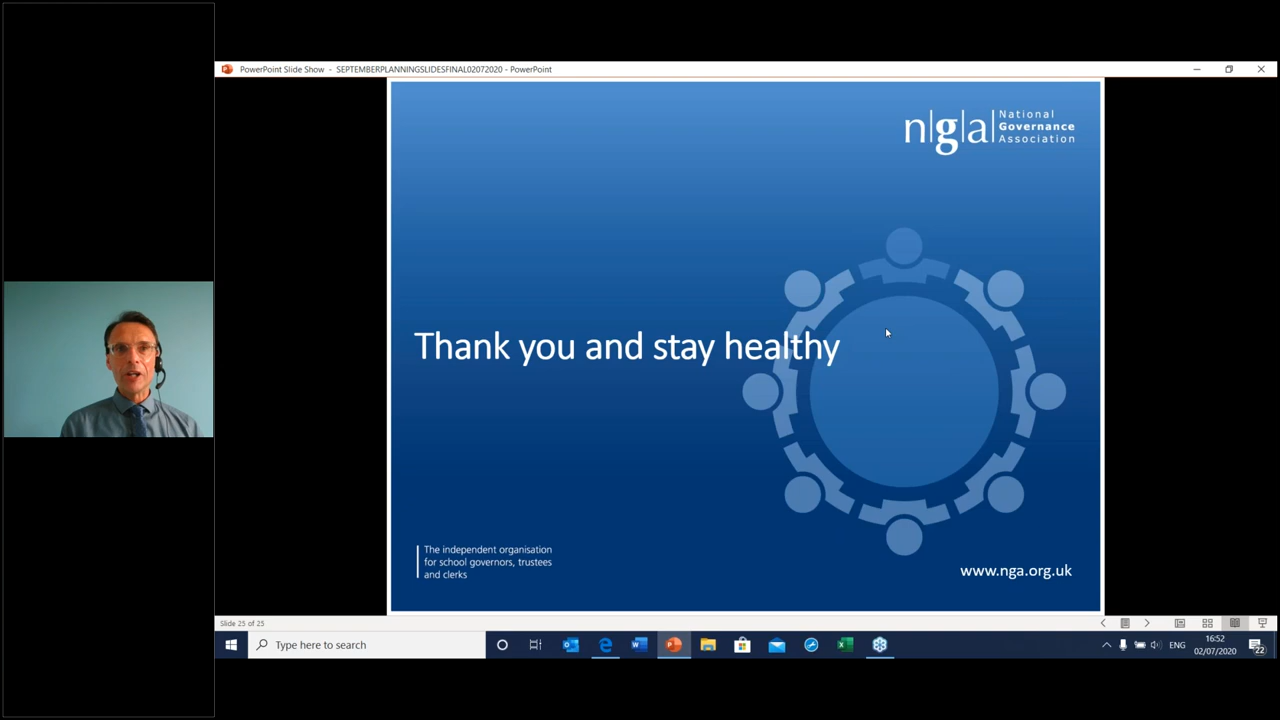 PowerPoint Slide Show - SEPTEMBERPLANNINGSLIDESFINAL02072020 - PowerPoint
n|g|a| National
Governance
Association
Thank you and stay healthy
The independent organisation
for school governors, trustees
and clerks
www.nga.org.uk
Slide 25 of 25
Type here to search
ENG
16:52
02/07/2020
22